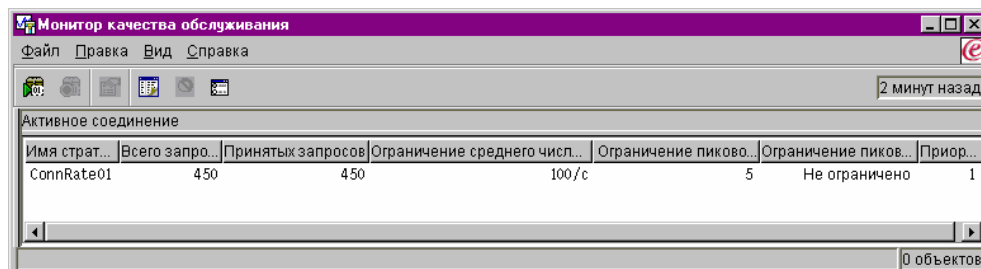 Монитор качества обслуживания
Файл Правка Вид Справка
2 минут назад
Активное соединение
Имя страт... Всего запро... Принятых запросов Ограничение среднего числ... Ограничение пиково... Ограничение пиков... Приор...
ConnRate01 450 450 100/с 5 Не ограничено 1
0 объектов